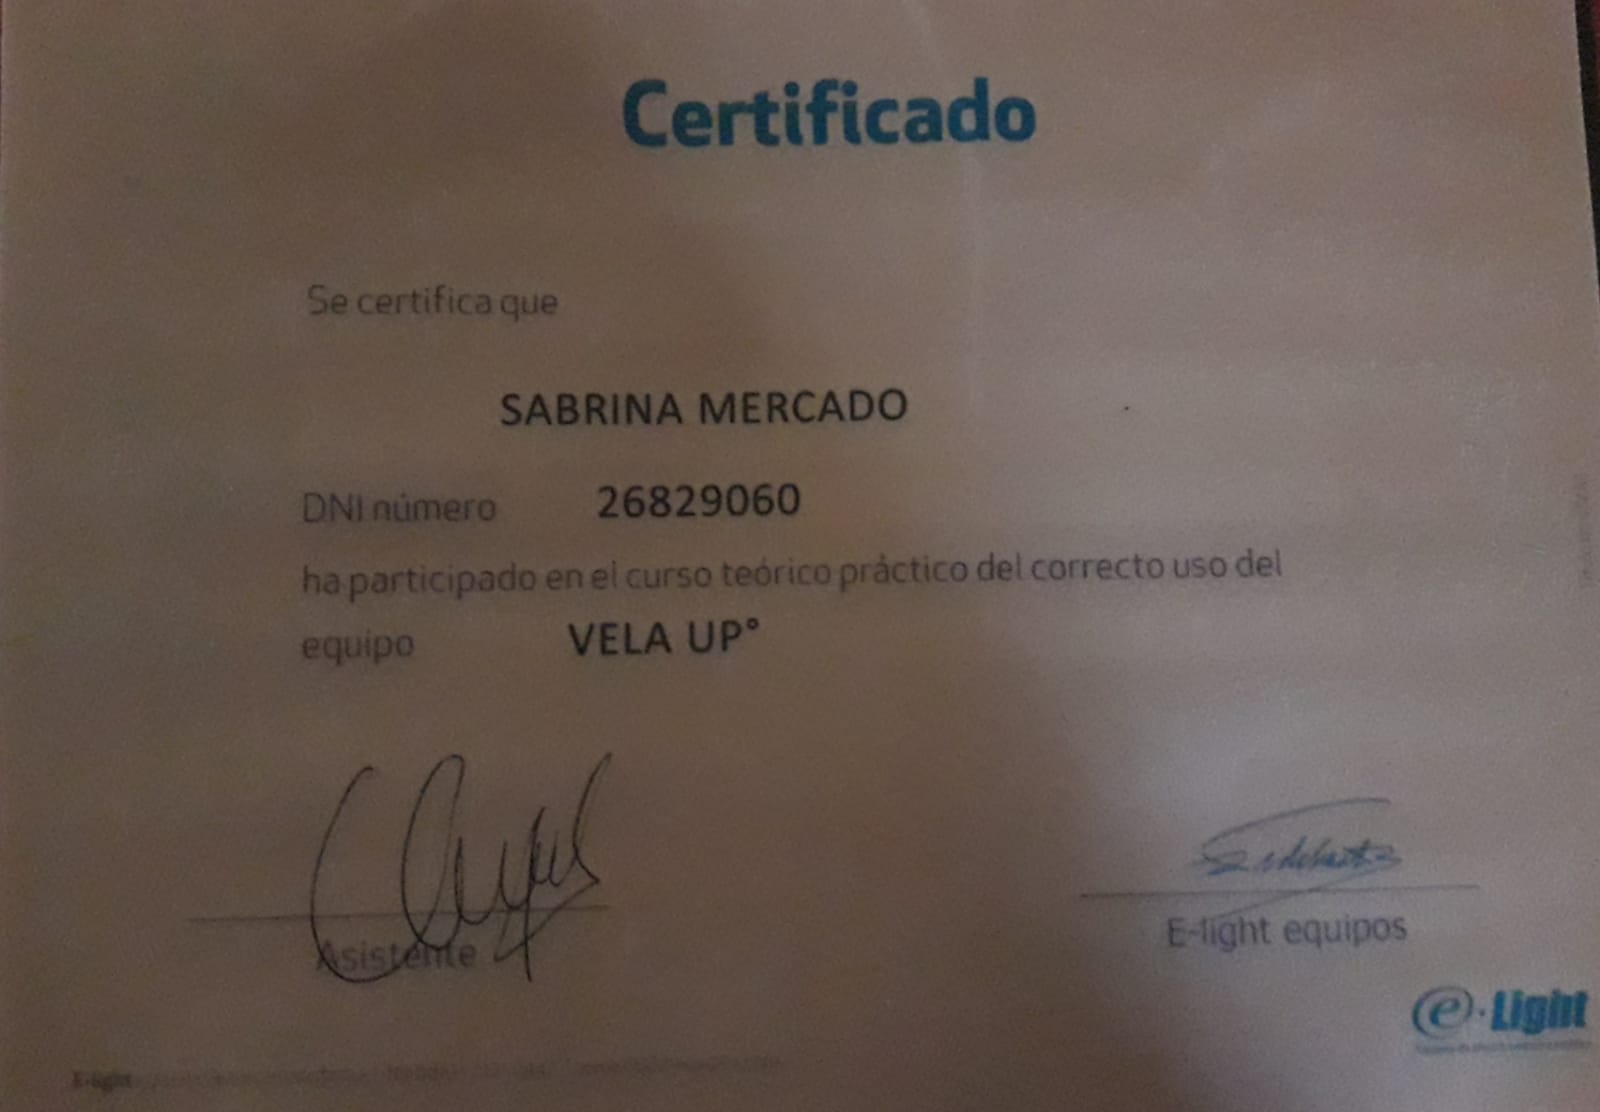 Certificado
Se certifica que
SABRINA MERCADO
DNI número 26829060
ha participado en el curso teórico práctico del correcto uso del
equipo VELA UP°
Asistente
E-light equipos
e·Light
E-light